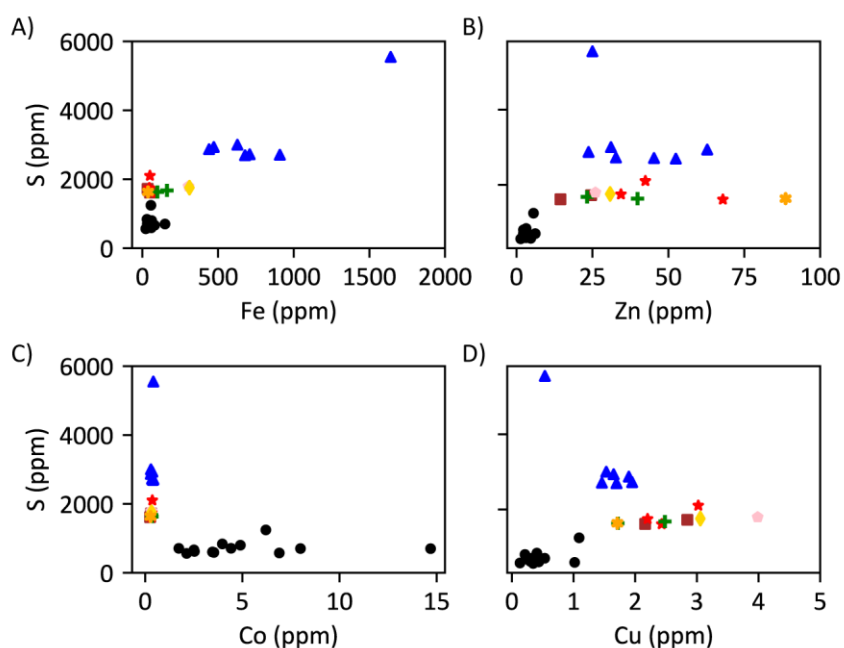 A)
B)
6000
4000
2000
0
S (ppm)
0 500 1000 1500 2000
Fe (ppm)
0 25 50 75 100
Zn (ppm)
C)
D)
6000
4000
2000
0
S (ppm)
0 5 10 15
Co (ppm)
0 1 2 3 4 5
Cu (ppm)